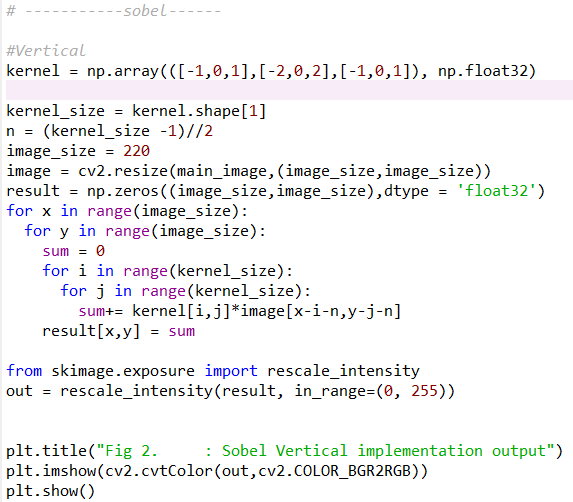 # -----------sobel------
#Vertical
kernel = np.array(([-1,0,1],[-2,0,2],[-1,0,1]), np.float32)
kernel_size = kernel.shape[1]
n = (kernel_size -1)//2
image_size = 220
image = cv2.resize(main_image,(image_size,image_size))
result = np.zeros((image_size,image_size),dtype = 'float32')
for x in range(image_size):
  for y in range(image_size):
    sum = 0
    for i in range(kernel_size):
      for j in range(kernel_size):
        sum+= kernel[i,j]*image[x-i-n,y-j-n]
    result[x,y] = sum
from skimage.exposure import rescale_intensity
out = rescale_intensity(result, in_range=(0, 255))
plt.title("Fig 2.     : Sobel Vertical implementation output")
plt.imshow(cv2.cvtColor(out,cv2.COLOR_BGR2RGB))
plt.show()